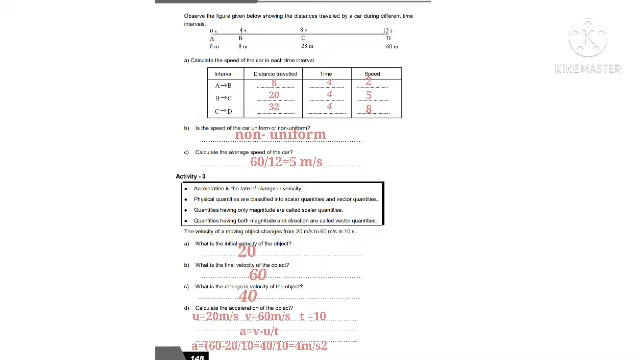 Observe the figure given below showing the distances travelled by a car during different time
intervals.
0 s 4 s 8 s 12 s
A B C D
0 m 8 m 28 m 60 m
a) Calculate the speed of the car in each time interval.
Interval Distance travelled Time Speed
A→B 8 4 2
B→C 20 4 5
C→D 32 4 8
b) Is the speed of the car uniform or non-uniform?
non- uniform
c) Calculate the average speed of the car?
60/12=5 m/s
Activity - 3
• Acceleration is the rate of change in velocity.
• Physical quantities are classified into scalar quantities and vector quantities.
• Quantities having only magnitude are called scalar quantities.
• Quantities having both magnitude and direction are called vector quantities.
The velocity of a moving object changes from 20 m/s to 60 m/s in 10 s.
a) What is the initial velocity of the object?
20
b) What is the final velocity of the object?
60
c) What is the change in velocity of the object?
40
d) Calculate the acceleration of the object?
u=20m/s v=60m/s t =10
a=v-u/t
a=(60-20/10=40/10=4m/s2
148
KINEMASTER